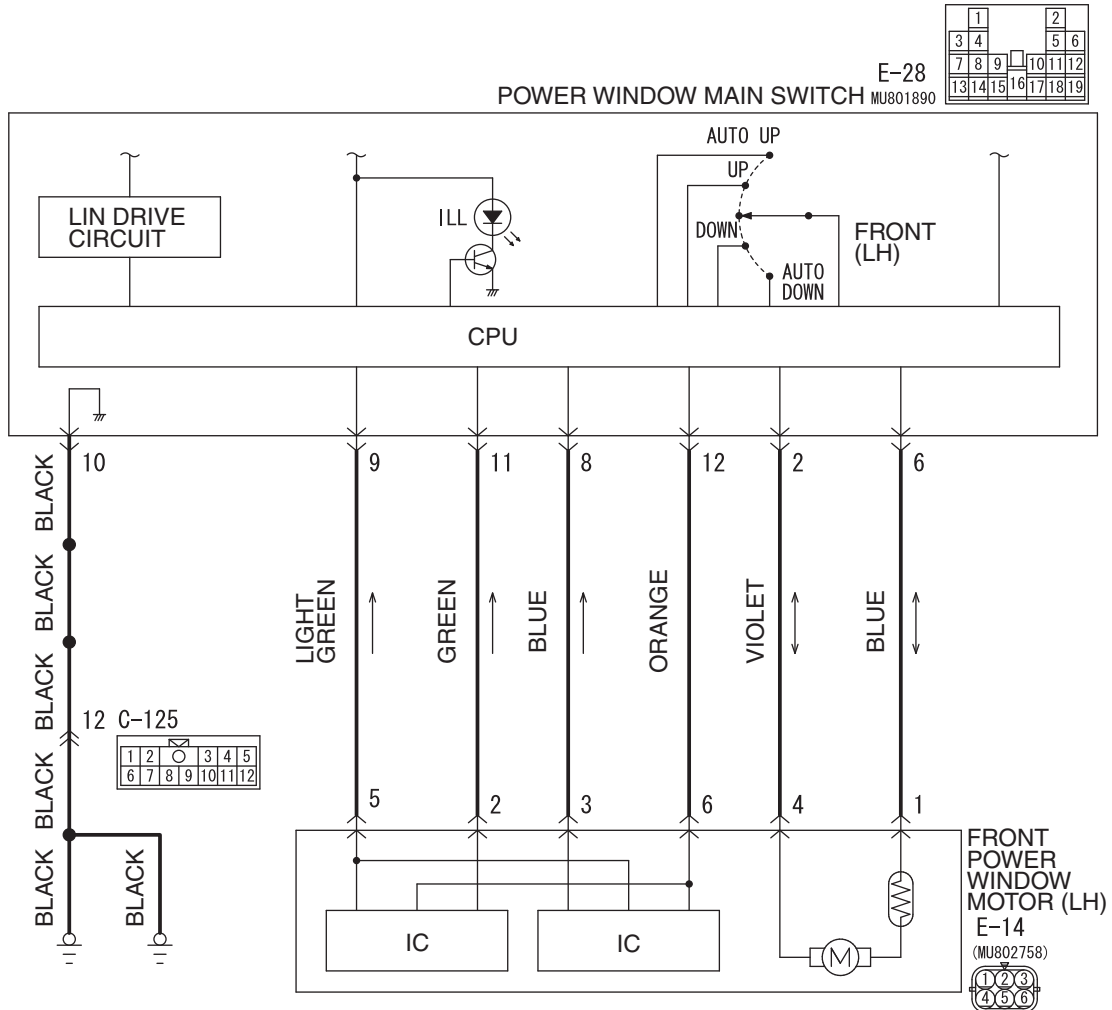 1 2
3 4 5 6
7 8 9 10 11 12
13 14 15 16 17 18 19
E-28
POWER WINDOW MAIN SWITCH MU801890
AUTO UP
UP
LIN DRIVE
CIRCUIT
ILL
DOWN
FRONT
(LH)
AUTO
DOWN
CPU
10 9 11 8 12 2 6
BLACK
BLACK
BLACK
BLACK
BLACK
BLACK
LIGHT
GREEN
GREEN
BLUE
ORANGE
VIOLET
BLUE
12 C-125
1 2 3 4 5
6 7 8 9 10 11 12
5 2 3 6 4 1
IC
IC
M
FRONT
POWER
WINDOW
MOTOR (LH)
E-14
(MU802758)
1 2 3
4 5 6